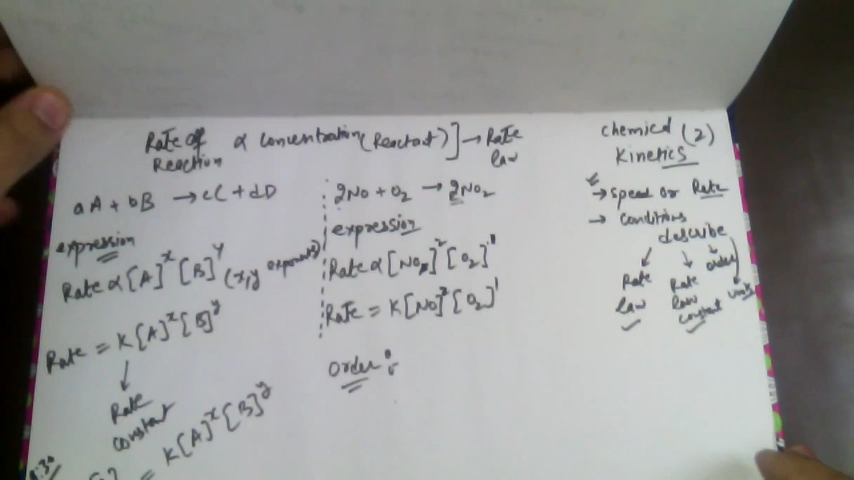 Rate of Reaction α concentration (Reactant)] → Rate law
aA + bB → cC + dD
expression
Rate α [A]^x [B]^y (x,y exponents)
Rate = K[A]^x [B]^y
↓
Rate
constant
= K[A]^x [B]^y
2NO + O2 → 2NO2
expression
Rate α [NO]^2 [O2]^1
Rate = K[NO]^2 [O2]^1
Order :
chemical (2)
Kinetics
→ speed or Rate
→ conditions
describe
Rate law
Rate law constant
order
units